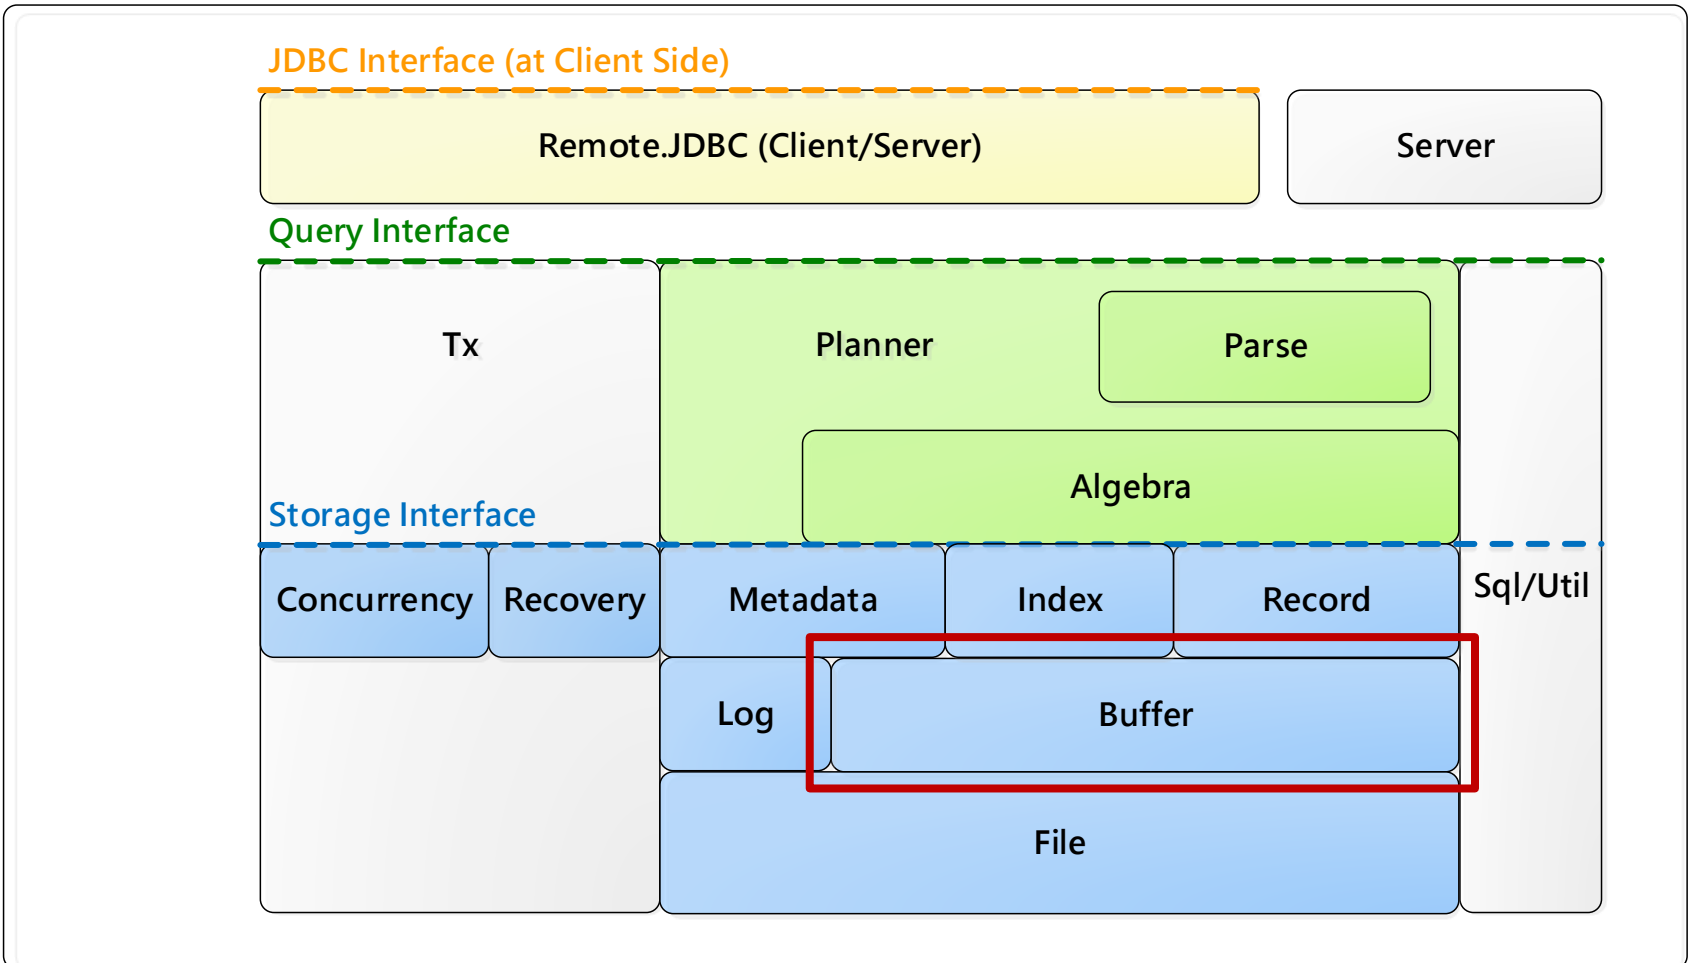 JDBC Interface (at Client Side)
Remote.JDBC (Client/Server)
Server
Query Interface
Tx
Planner
Parse
Algebra
Storage Interface
Concurrency
Recovery
Metadata
Index
Record
Sql/Util
Log
Buffer
File